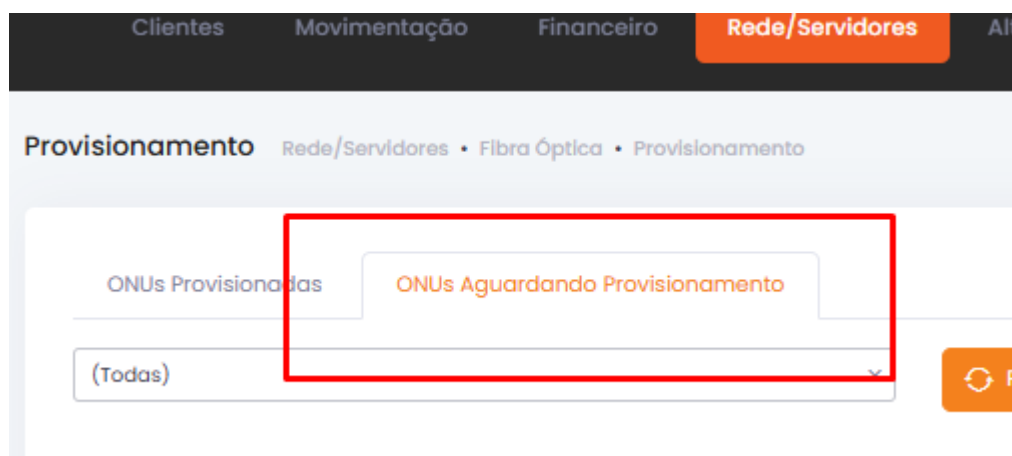 Clientes Movimentação Financeiro Rede/Servidores
Provisionamento Rede/Servidores • Fibra Óptica • Provisionamento
ONUs Provisionadas ONUs Aguardando Provisionamento
(Todas)